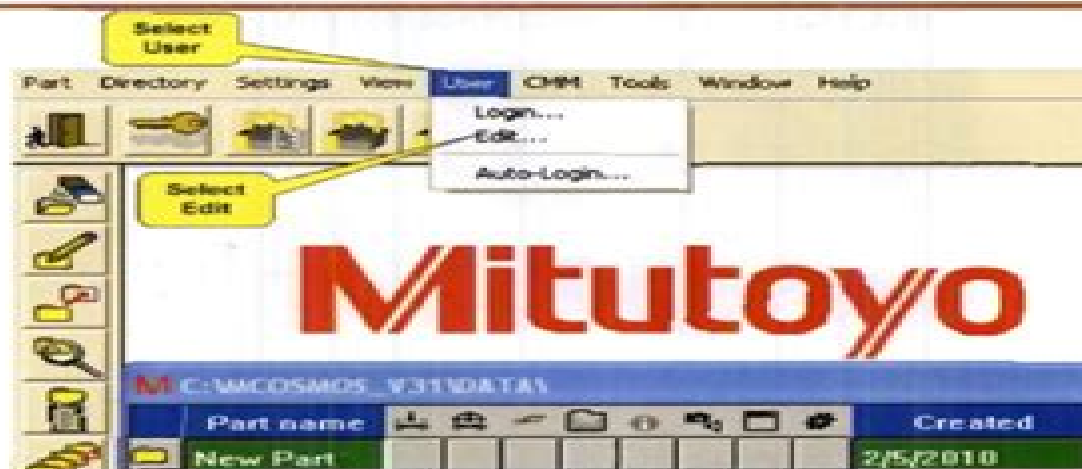 Select
User
Part Directory Settings View User CMM Tools Window Help
Login...
Edit...
Auto-Login...
Select
Edit
Mitutoyo
C:\MCOSMOS_V31\DATA\
Part name Created
New Part 2/5/2010